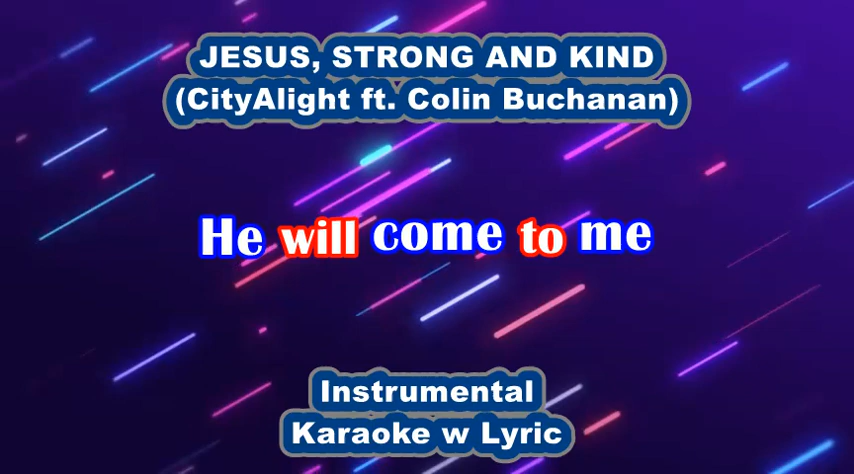 JESUS, STRONG AND KIND
(CityAlight ft. Colin Buchanan)
He will come to me
Instrumental
Karaoke w Lyric